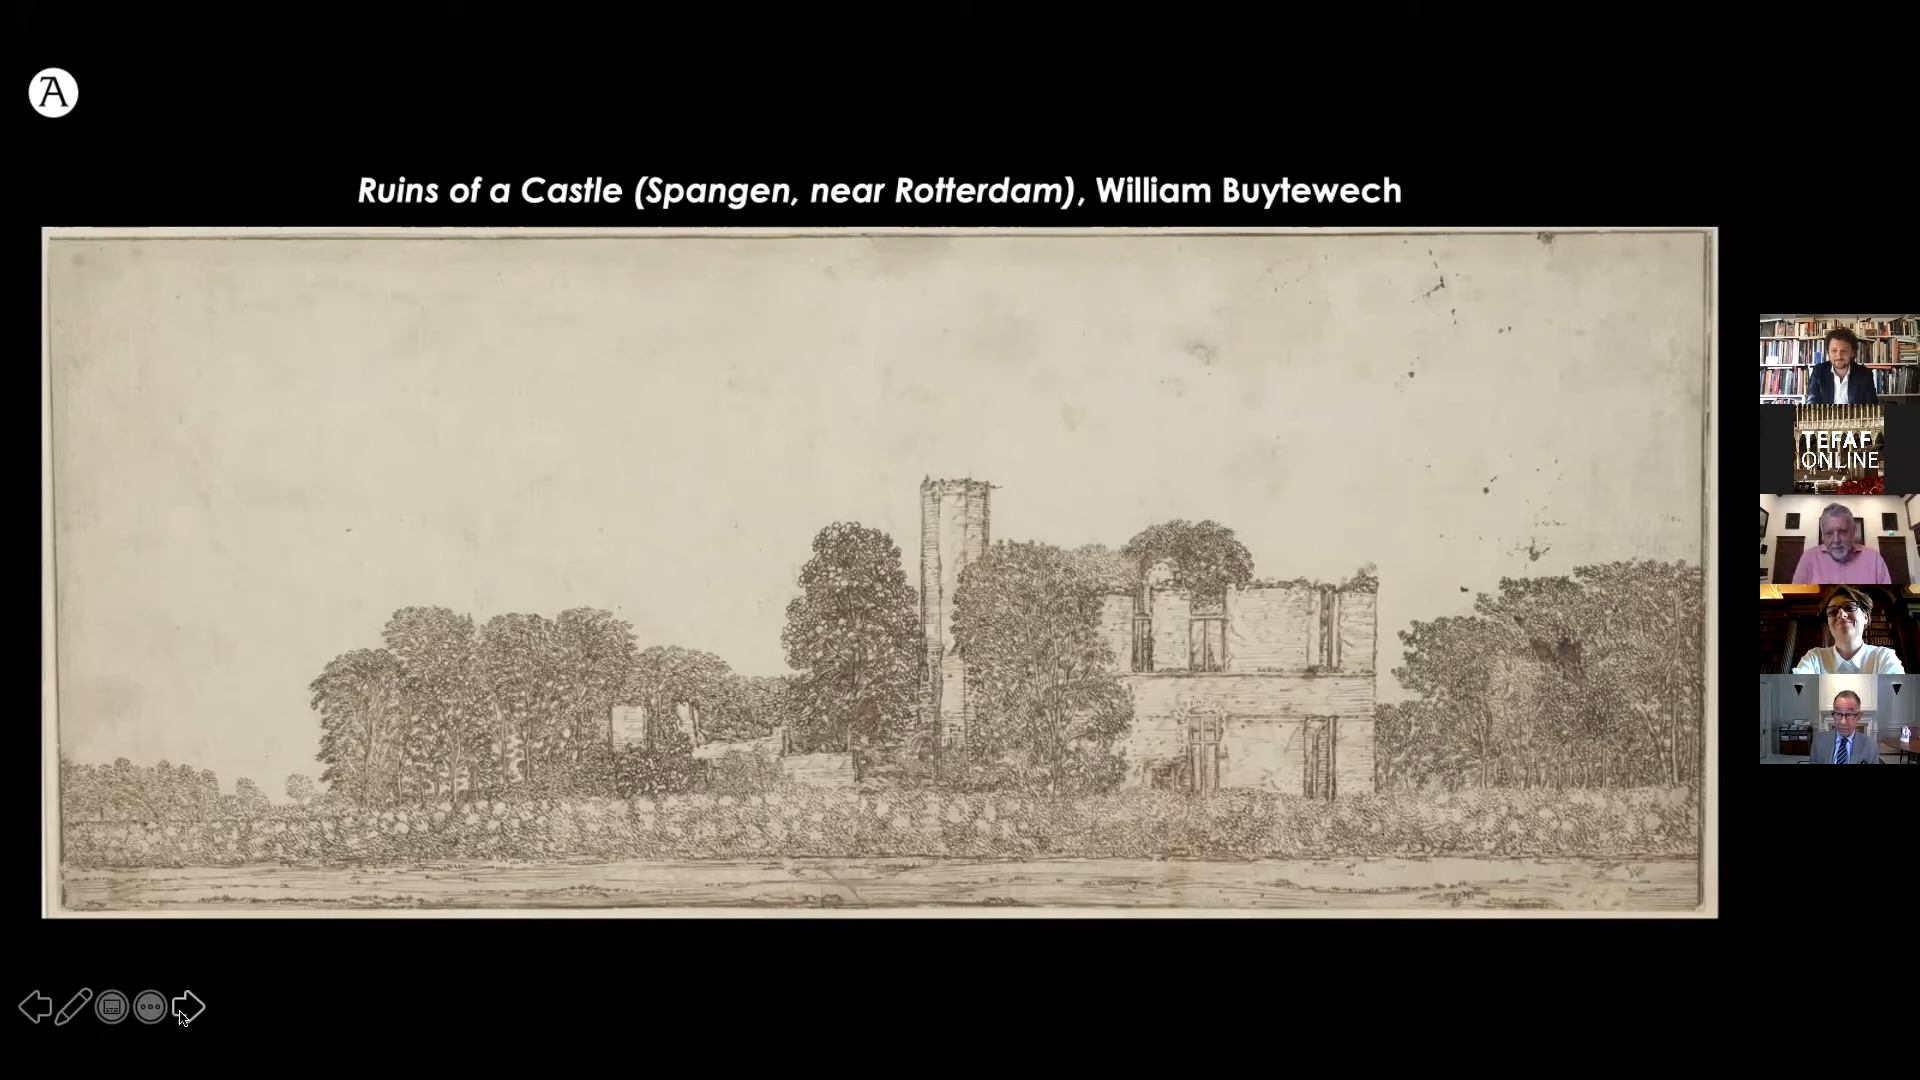 A
Ruins of a Castle (Spangen, near Rotterdam), William Buytewech
TEFAF
ONLINE